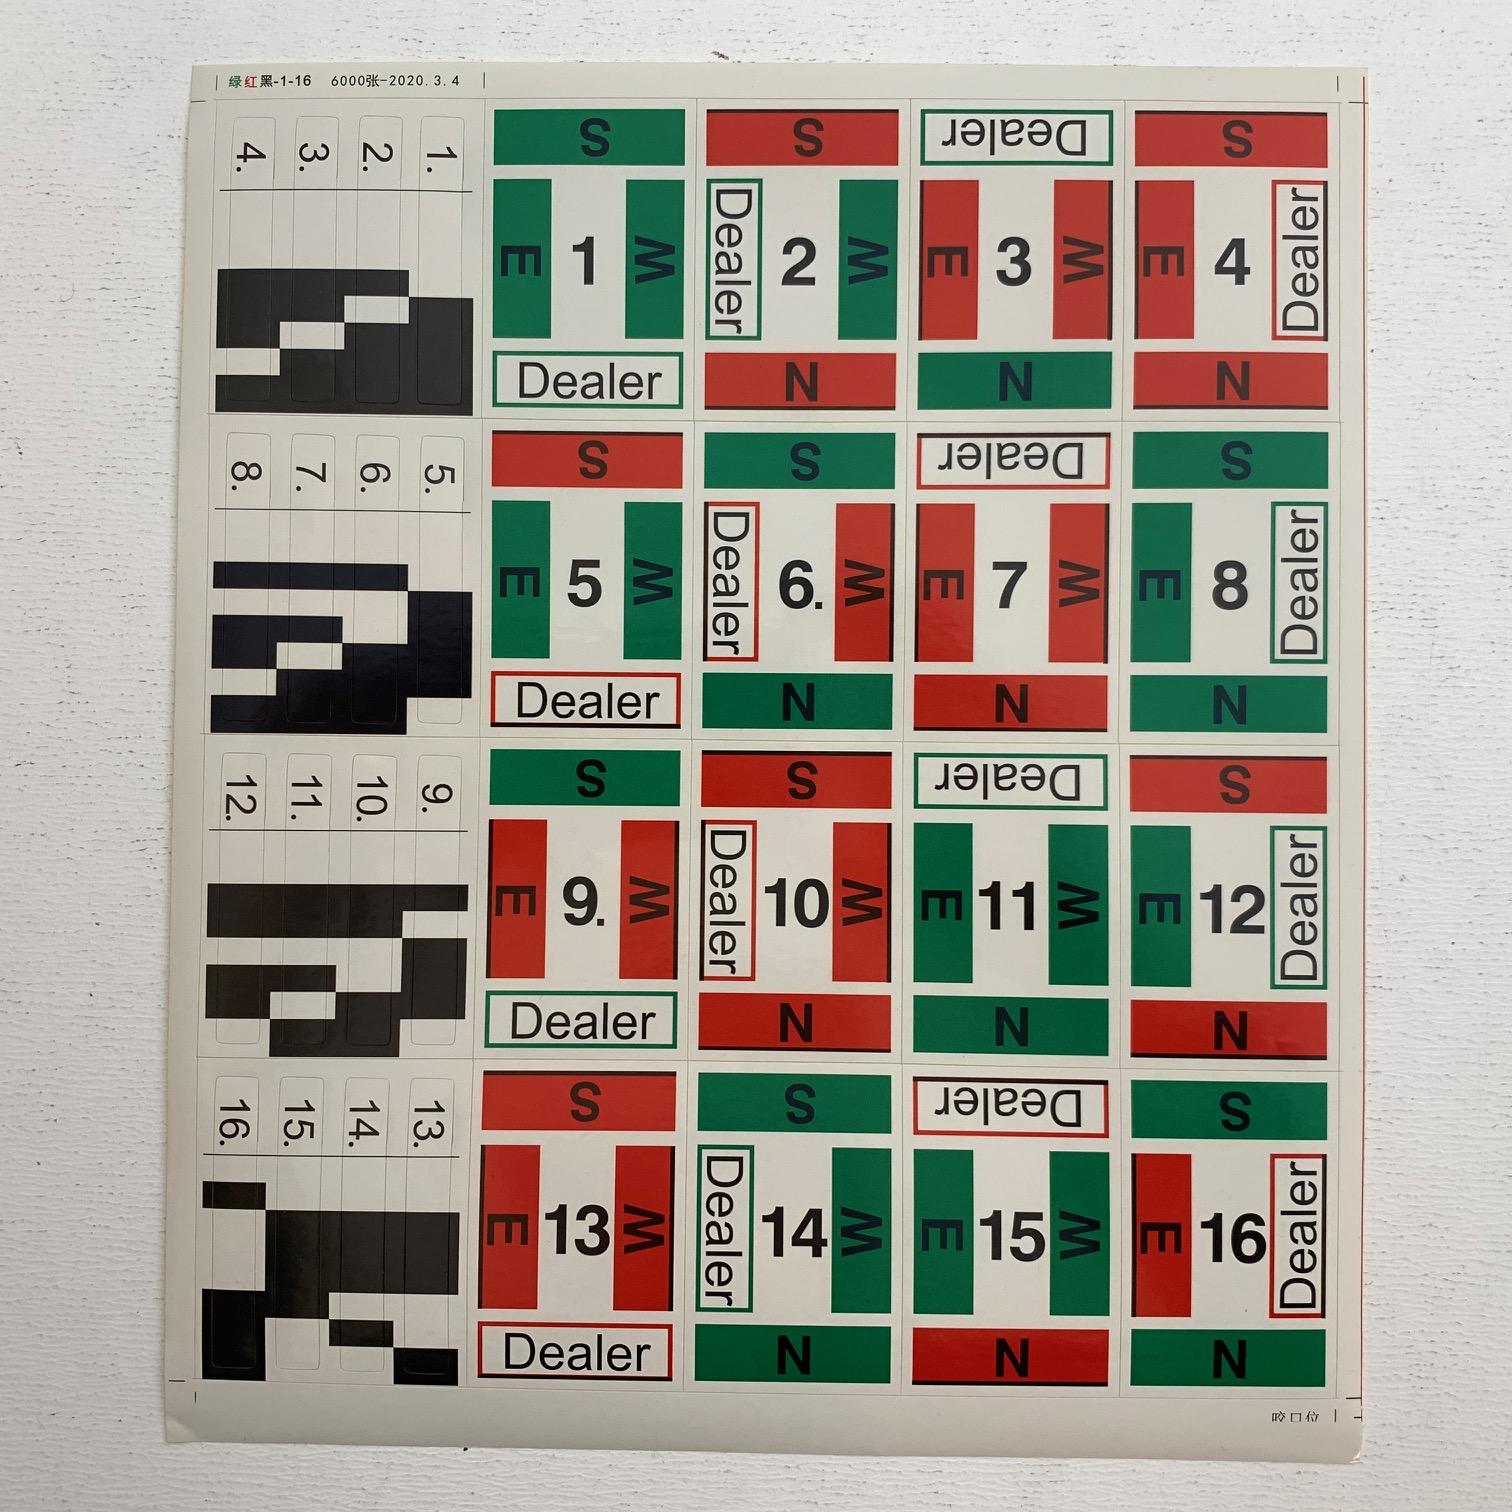 绿红黑-1-16 6000张-2020.3.4
4. 3. 2. 1.
S S Dealer S
E 1 W Dealer 2 W E 3 W E 4 Dealer
Dealer N N N
8. 7. 6. 5.
S S Dealer S
E 5 W Dealer 6. W E 7 W E 8 Dealer
Dealer N N N
12. 11. 10. 9.
S S Dealer S
E 9. W Dealer 10 W E 11 W E 12 Dealer
Dealer N N N
16. 15. 14. 13.
S S Dealer S
E 13 W Dealer 14 W E 15 W E 16 Dealer
Dealer N N N
咬口位